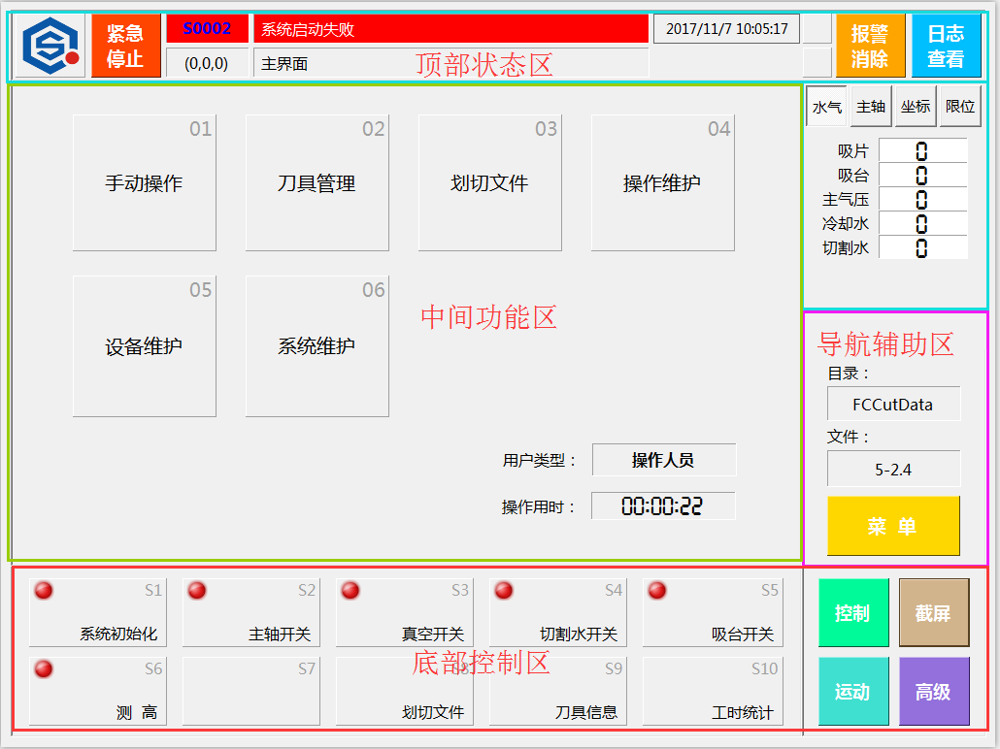 紧急
停止
S0002
系统启动失败
2017/11/7 10:05:17
报警
消除
日志
查看
(0,0,0)
主界面
顶部状态区
水气
主轴
坐标
限位
01
手动操作
02
刀具管理
03
划切文件
04
操作维护
吸片 0
吸台 0
主气压 0
冷却水 0
切割水 0
05
设备维护
06
系统维护
中间功能区
导航辅助区
目录：
FCCutData
文件：
5-2.4
菜 单
用户类型： 操作人员
操作用时： 00:00:22
S1
系统初始化
S2
主轴开关
S3
真空开关
S4
切割水开关
S5
吸台开关
控制
截屏
底部控制区
S6
测 高
S7
S8
划切文件
S9
刀具信息
S10
工时统计
运动
高级